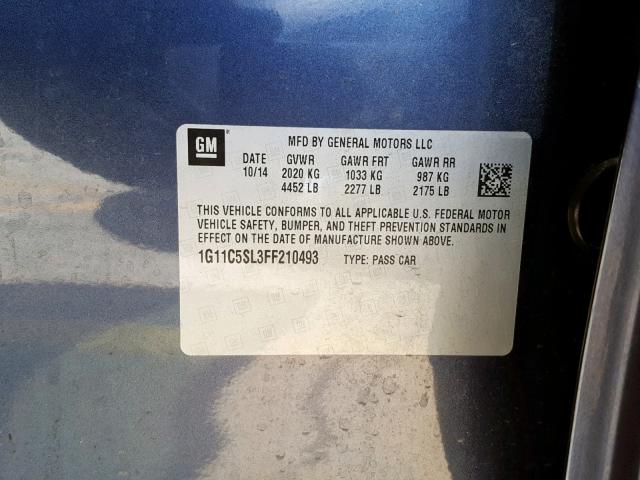 GM ® MFD BY GENERAL MOTORS LLC
DATE GVWR GAWR FRT GAWR RR
10/14 2020 KG 1033 KG 987 KG
4452 LB 2277 LB 2175 LB
THIS VEHICLE CONFORMS TO ALL APPLICABLE U.S. FEDERAL MOTOR
VEHICLE SAFETY, BUMPER, AND THEFT PREVENTION STANDARDS IN
EFFECT ON THE DATE OF MANUFACTURE SHOWN ABOVE.
1G11C5SL3FF210493 TYPE: PASS CAR